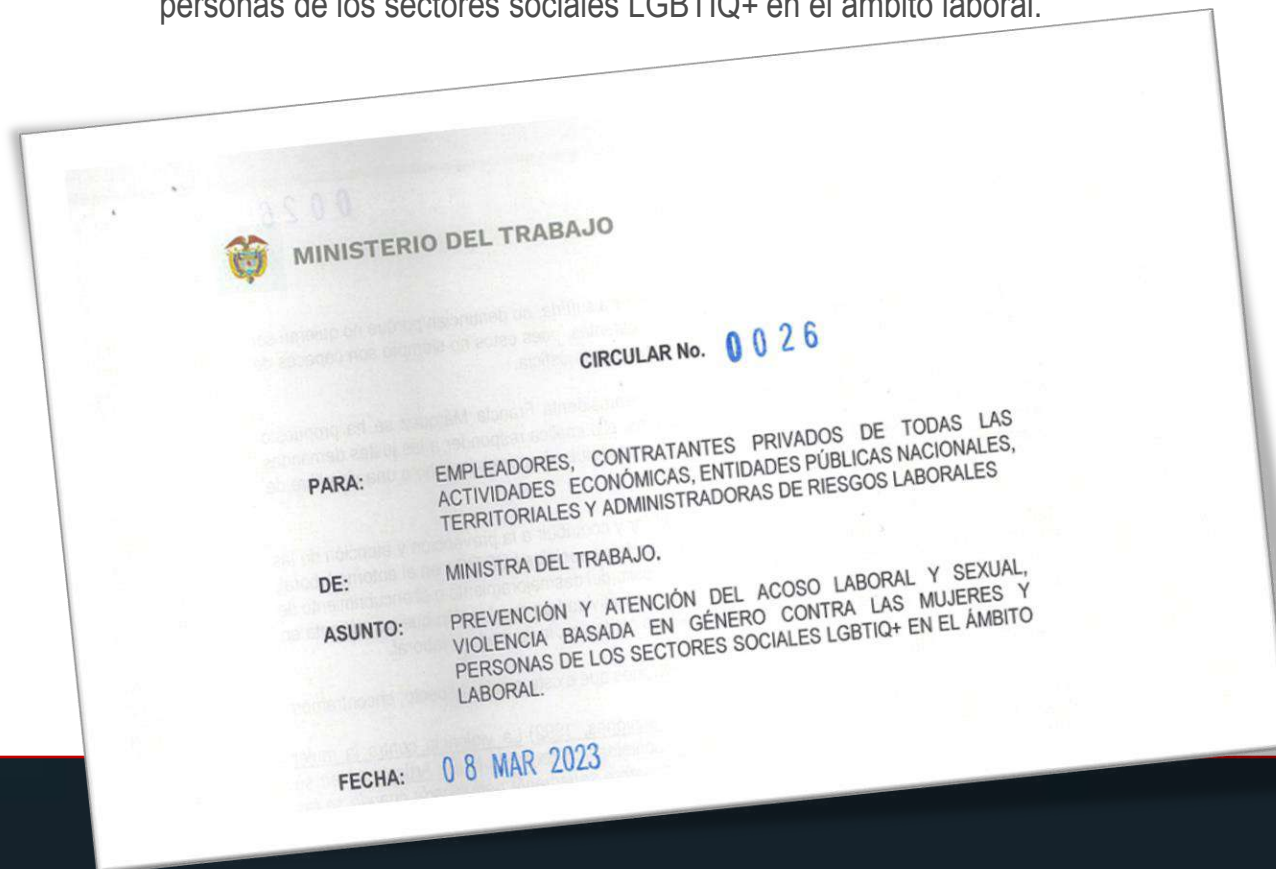 personas de los sectores sociales LGBTIQ+ en el ámbito laboral.
0026
MINISTERIO DEL TRABAJO
CIRCULAR No. 0026
PARA: EMPLEADORES, CONTRATANTES PRIVADOS DE TODAS LAS
ACTIVIDADES ECONÓMICAS, ENTIDADES PÚBLICAS NACIONALES,
TERRITORIALES Y ADMINISTRADORAS DE RIESGOS LABORALES
DE: MINISTRA DEL TRABAJO.
ASUNTO: PREVENCIÓN Y ATENCIÓN DEL ACOSO LABORAL Y SEXUAL,
VIOLENCIA BASADA EN GÉNERO CONTRA LAS MUJERES Y
PERSONAS DE LOS SECTORES SOCIALES LGBTIQ+ EN EL ÁMBITO
LABORAL.
FECHA: 08 MAR 2023